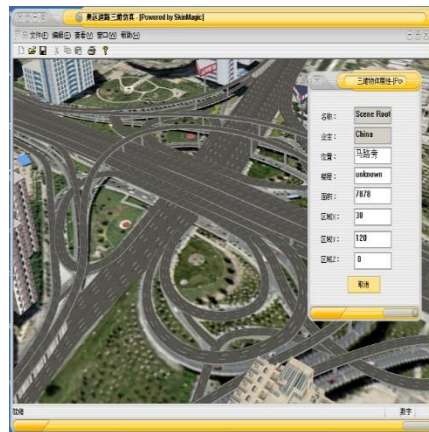 奥运道路三维仿真 - [Powered by SkinMagic]
文件(F) 编辑(E) 查看(V) 窗口(W) 帮助(H)
三维物体属性-[Po
名称： Scene Root
业主： China
位置： 马路旁
楼层： unknown
面积： 7878
区域X： 30
区域Y： 120
区域Z： 0
取消
就绪 数字